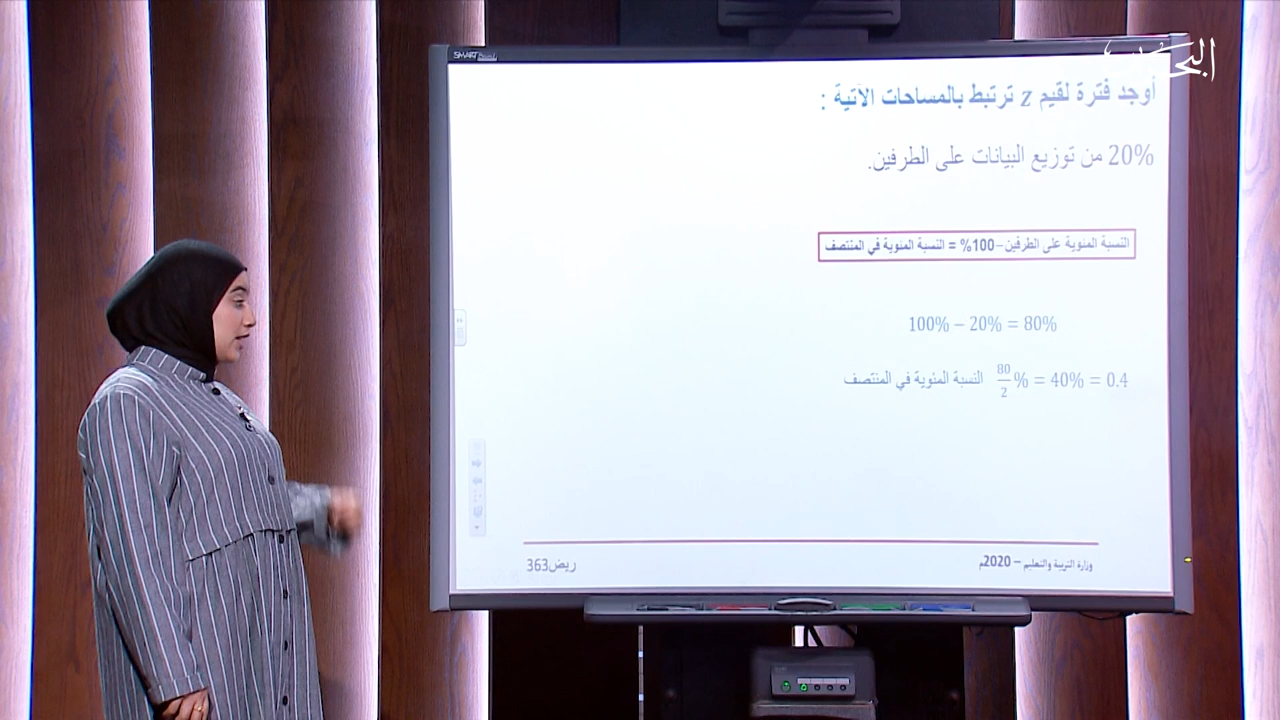 SMART
أوجد فترة لقيم z ترتبط بالمساحات الآتية :
20% من توزيع البيانات على الطرفين.
النسبة المئوية على الطرفين–100% = النسبة المئوية في المنتصف
100% – 20% = 80%
النسبة المئوية في المنتصف 80/2% = 40% = 0.4
وزارة التربية والتعليم – 2020م
ريض363